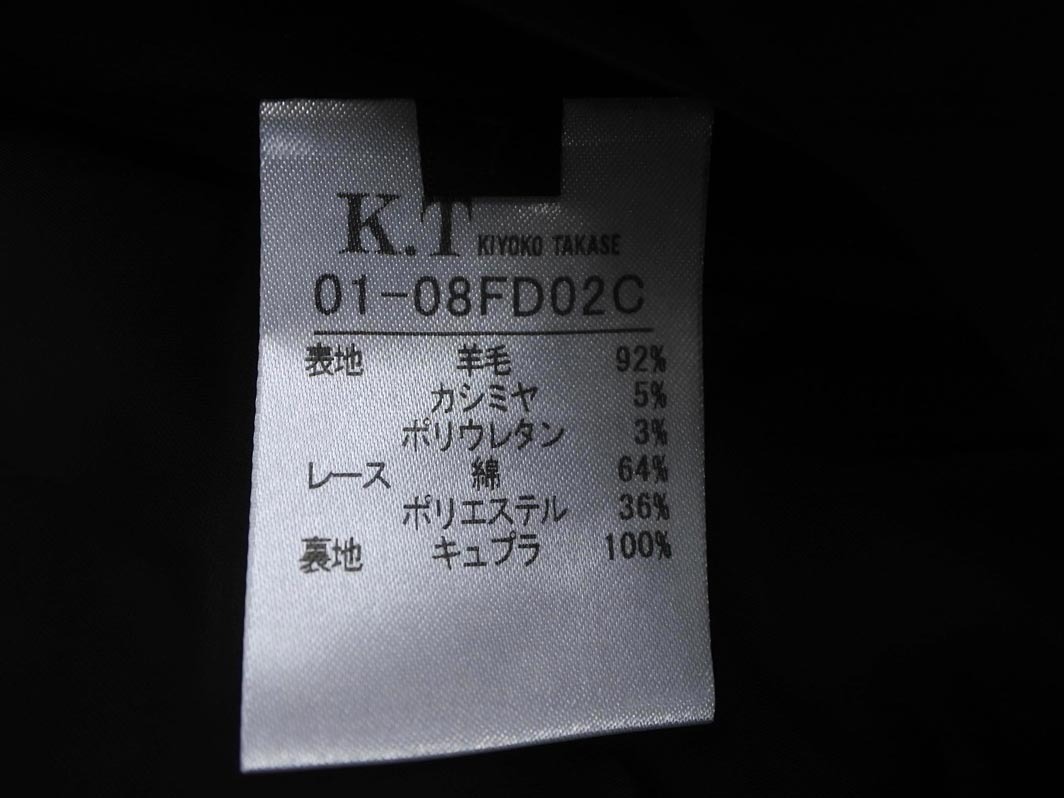 K.T KIYOKO TAKASE
01-08FD02C
表地 羊毛 92%
カシミヤ 5%
ポリウレタン 3%
レース 綿 64%
ポリエステル 36%
裏地 キュプラ 100%